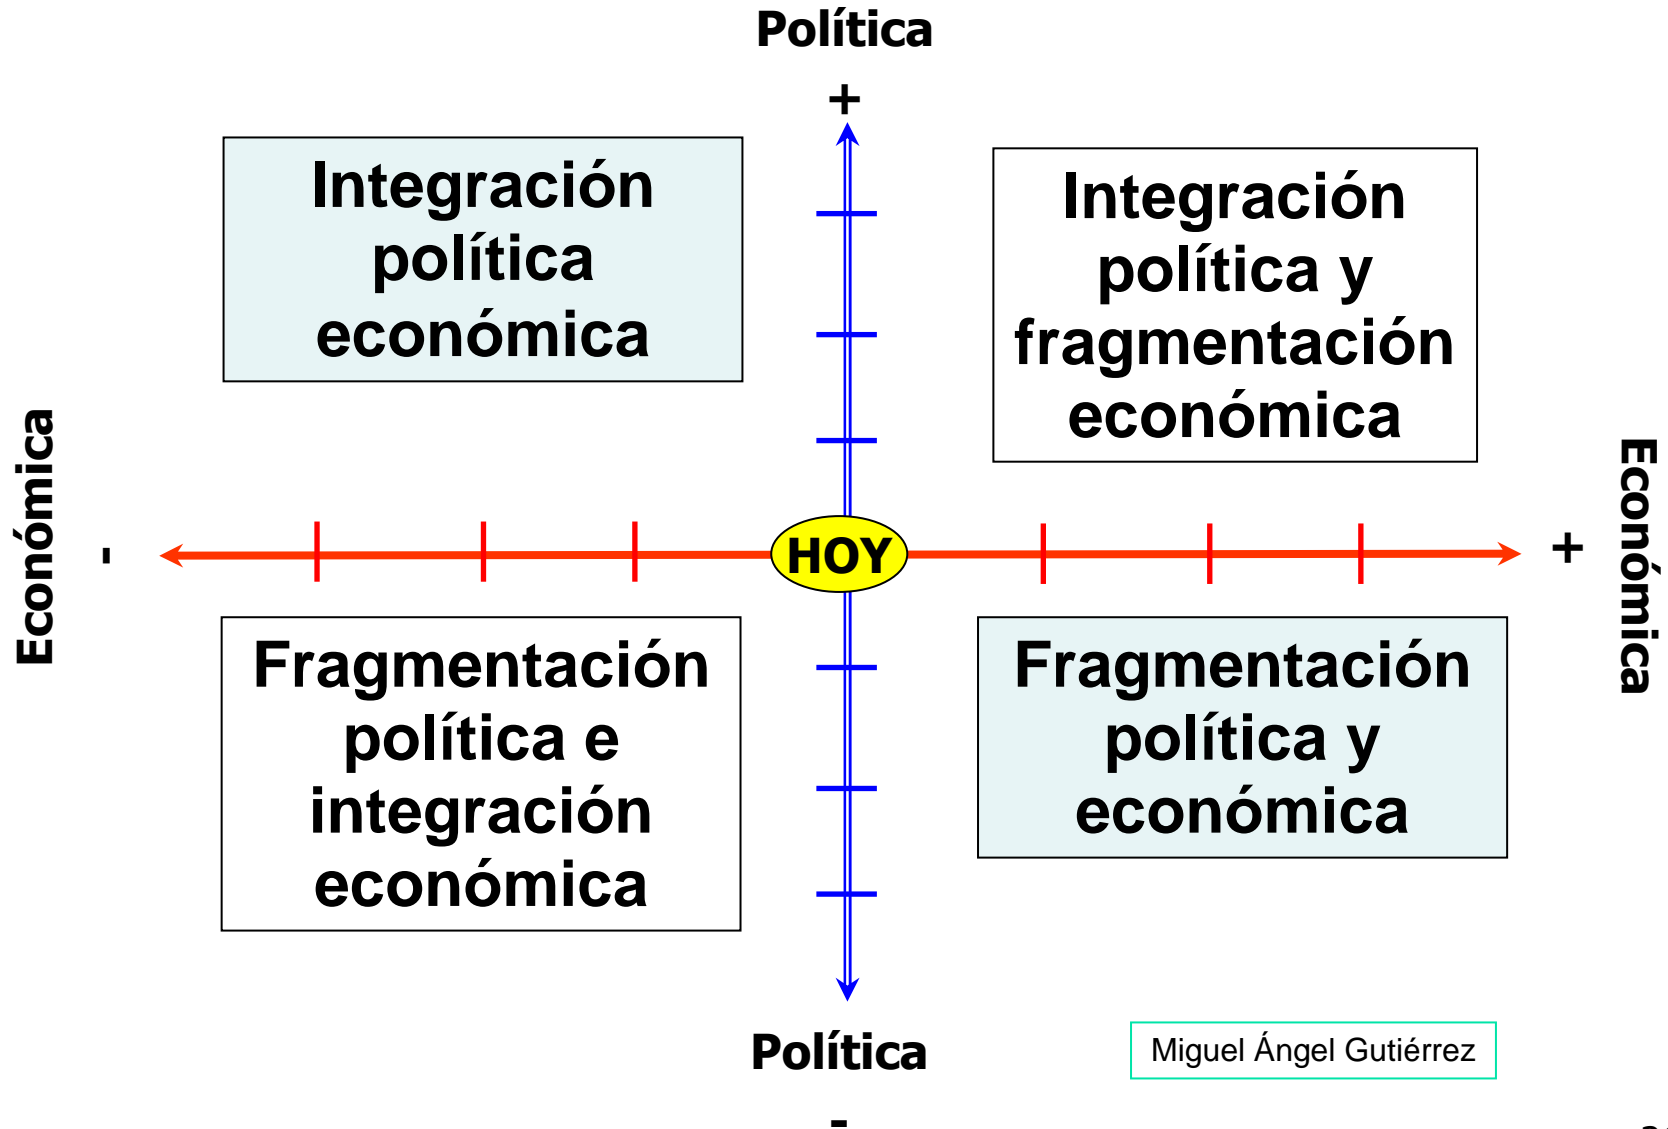 Política
+
Integración
política
económica
Integración
política y
fragmentación
económica
Económica
-
HOY
+
Económica
Fragmentación
política e
integración
económica
Fragmentación
política y
económica
Política
-
Miguel Ángel Gutiérrez